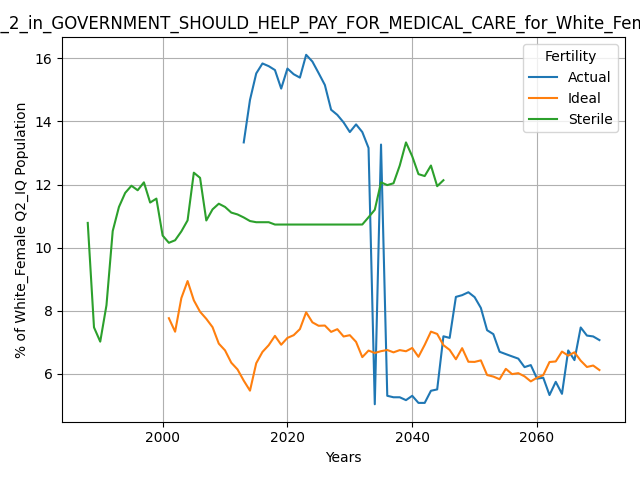 _2_in_GOVERNMENT_SHOULD_HELP_PAY_FOR_MEDICAL_CARE_for_White_Fem
Fertility
Actual
Ideal
Sterile
% of White_Female Q2_IQ Population
16
14
12
10
8
6
2000 2020 2040 2060
Years